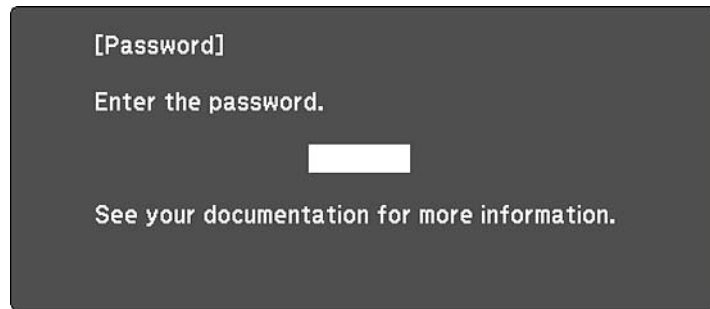 [Password]
Enter the password.
See your documentation for more information.